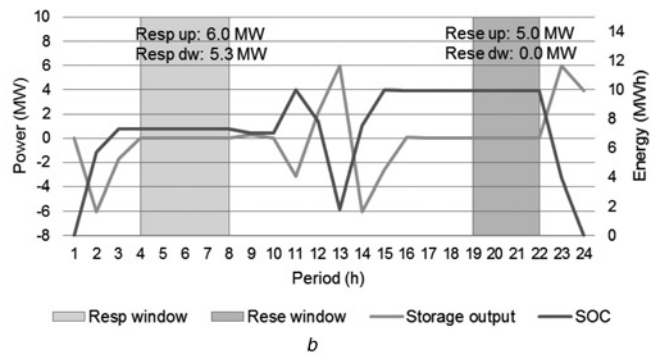 10
8
6
4
2
0
-2
-4
-6
-8
Power (MW)
Resp up: 6.0 MW
Resp dw: 5.3 MW
Rese up: 5.0 MW
Rese dw: 0.0 MW
14
12
10
8
6
4
2
0
Energy (MWh)
1 2 3 4 5 6 7 8 9 10 11 12 13 14 15 16 17 18 19 20 21 22 23 24
Period (h)
Resp window Rese window Storage output SOC
b